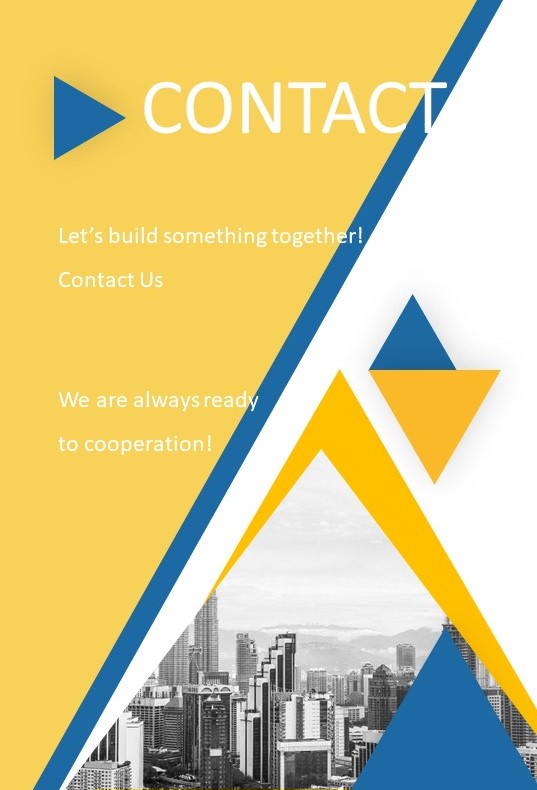 CONTACT
Let’s build something together!
Contact Us
We are always ready
to cooperation!